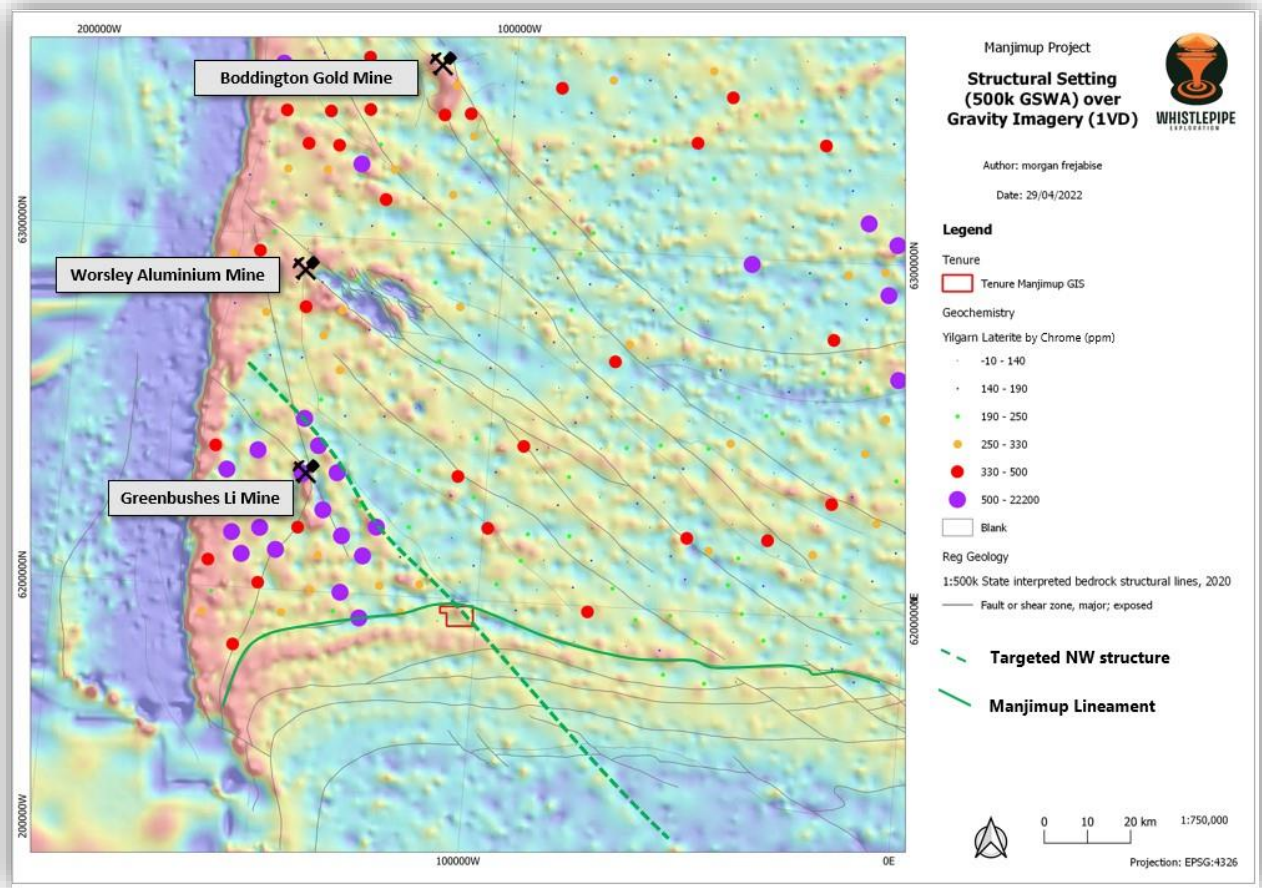 200000W
100000W
Boddington Gold Mine
630000N
630000N
Worsley Aluminium Mine
Greenbushes Li Mine
620000N
200000W
100000W
0E
Manjimup Project
Structural Setting
(500k GSWA) over
Gravity Imagery (1VD)
WHISTLEPIPE
EXPLORATION
Author: morgan frejabise
Date: 29/04/2022
Legend
Tenure
Tenure Manjimup GIS
Geochemistry
Yilgarn Laterite by Chrome (ppm)
-10 - 140
140 - 190
190 - 250
250 - 330
330 - 500
500 - 22200
Blank
Reg Geology
1:500k State interpreted bedrock structural lines, 2020
Fault or shear zone, major; exposed
Targeted NW structure
Manjimup Lineament
0 10 20 km
1:750,000
Projection: EPSG:4326